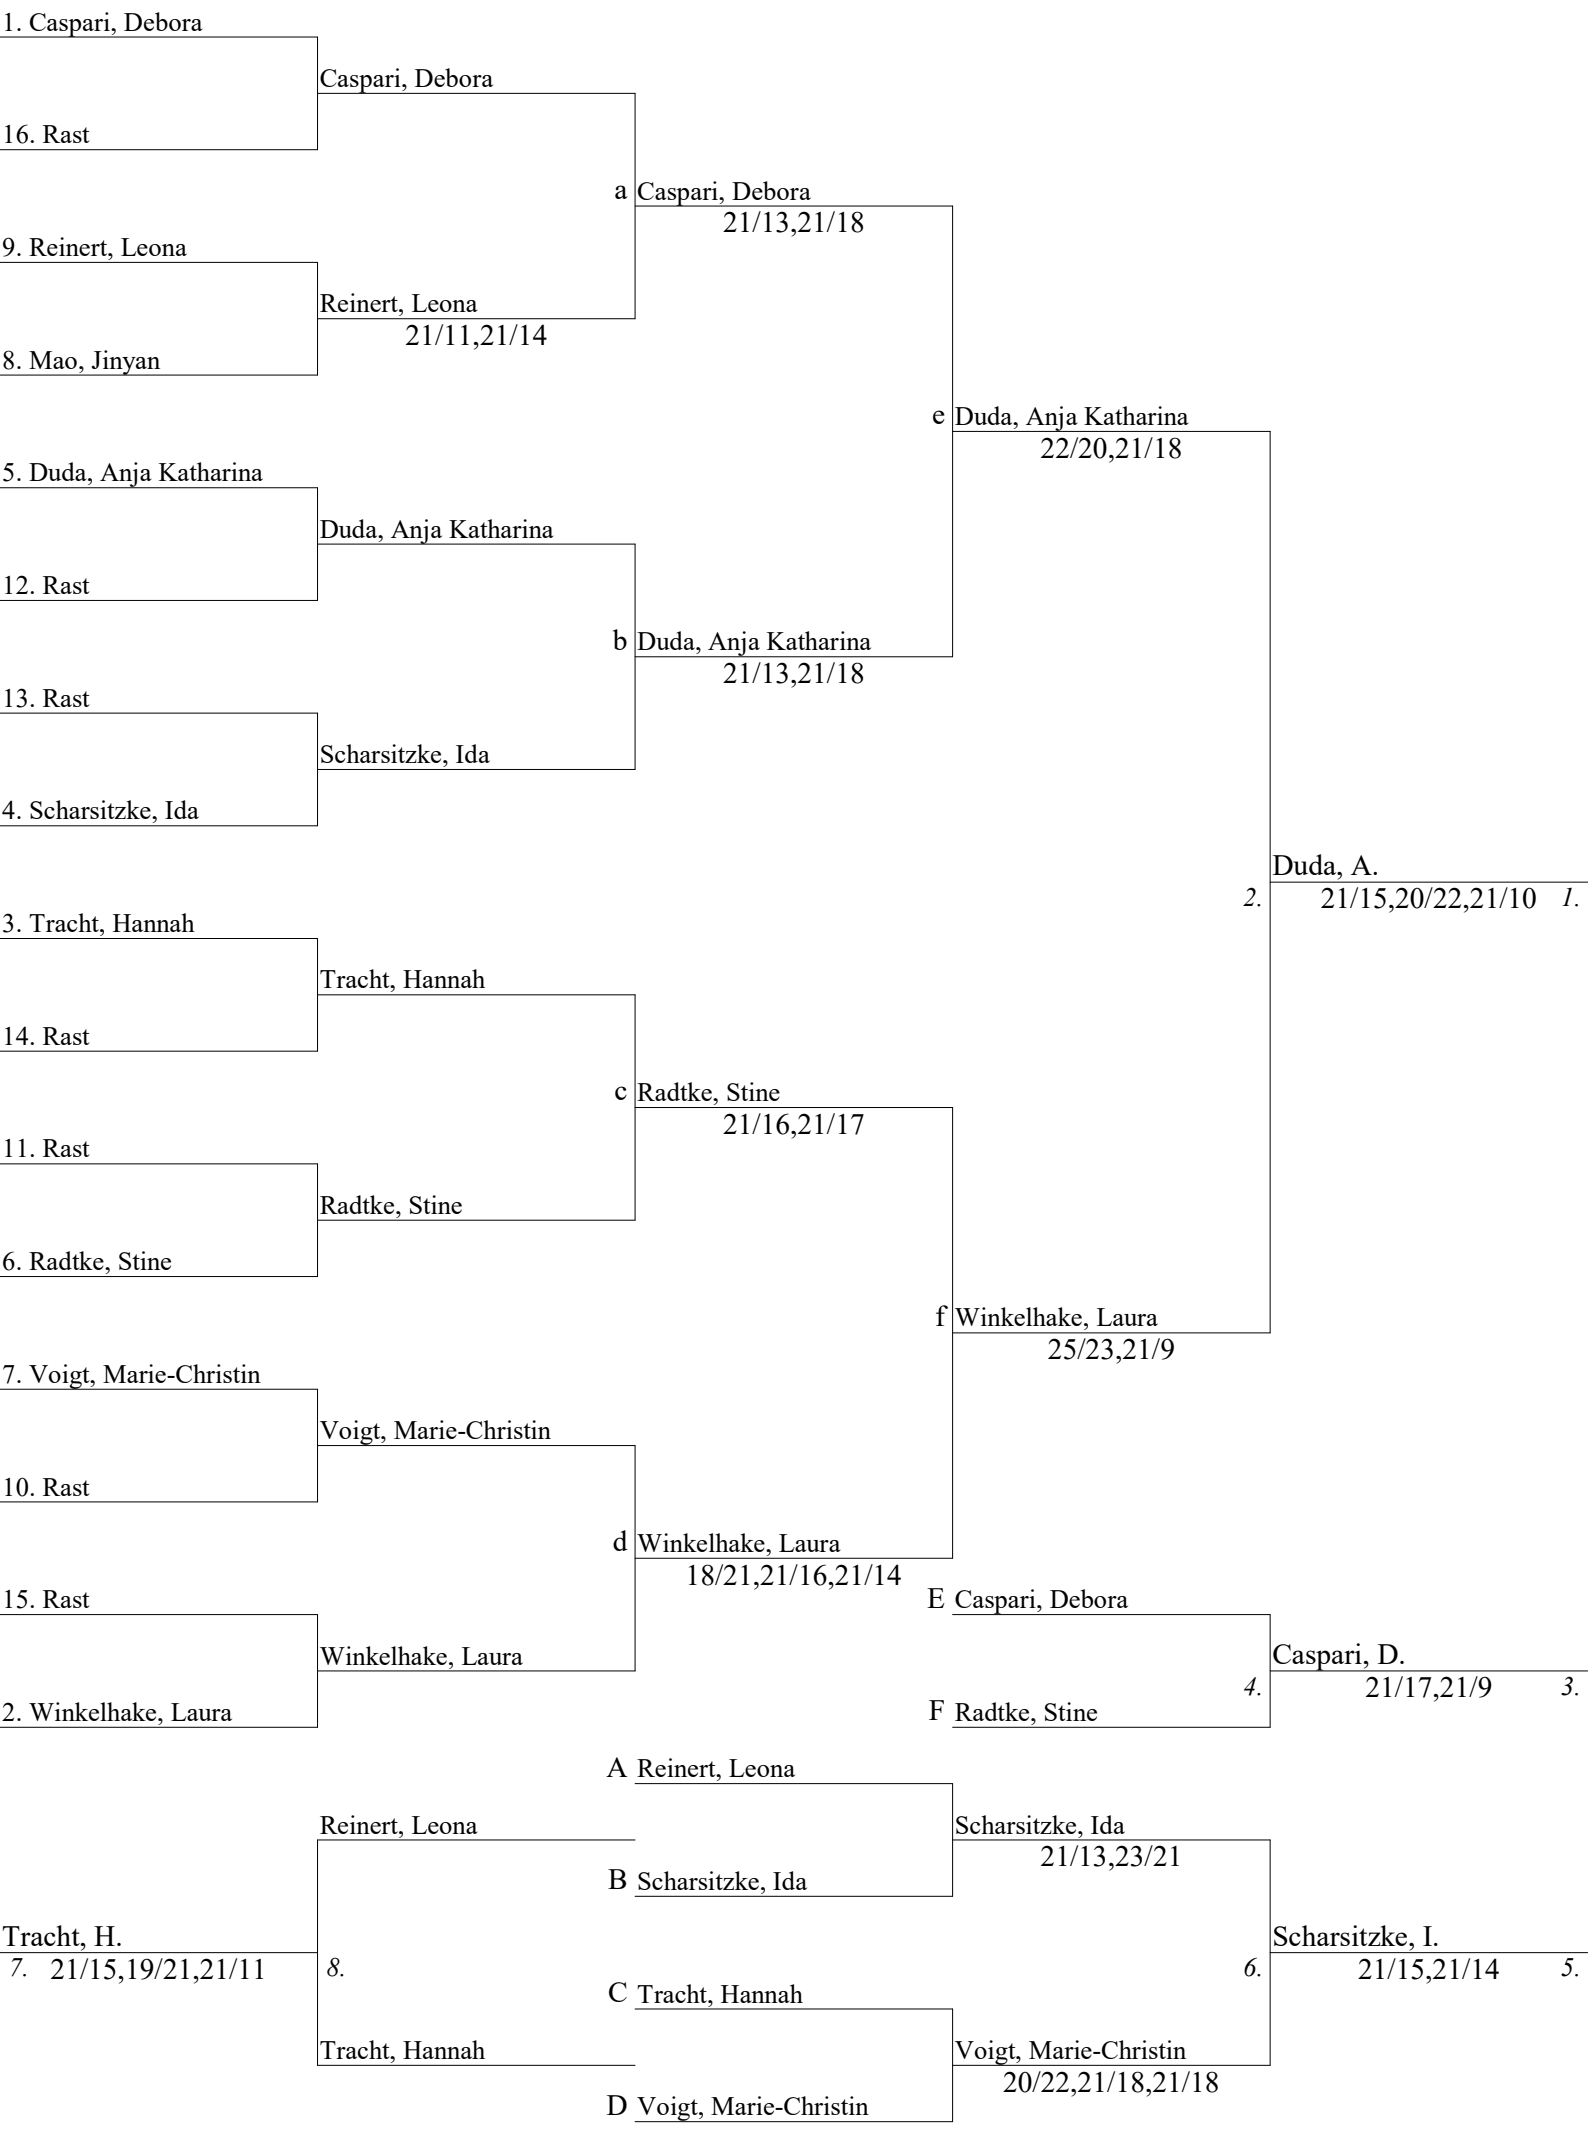 1. Caspari, Debora
Caspari, Debora
16. Rast
a Caspari, Debora
21/13,21/18
9. Reinert, Leona
Reinert, Leona
21/11,21/14
8. Mao, Jinyan
e Duda, Anja Katharina
22/20,21/18
5. Duda, Anja Katharina
Duda, Anja Katharina
12. Rast
b Duda, Anja Katharina
21/13,21/18
13. Rast
Scharsitzke, Ida
4. Scharsitzke, Ida
Duda, A.
2. 21/15,20/22,21/10 1.
3. Tracht, Hannah
Tracht, Hannah
14. Rast
c Radtke, Stine
21/16,21/17
11. Rast
Radtke, Stine
6. Radtke, Stine
f Winkelhake, Laura
25/23,21/9
7. Voigt, Marie-Christin
Voigt, Marie-Christin
10. Rast
d Winkelhake, Laura
18/21,21/16,21/14
15. Rast
E Caspari, Debora
Winkelhake, Laura
Caspari, D.
4. 21/17,21/9 3.
2. Winkelhake, Laura
F Radtke, Stine
A Reinert, Leona
Reinert, Leona
Scharsitzke, Ida
21/13,23/21
B Scharsitzke, Ida
Tracht, H.
7. 21/15,19/21,21/11 8.
Scharsitzke, I.
6. 21/15,21/14 5.
C Tracht, Hannah
Tracht, Hannah
Voigt, Marie-Christin
20/22,21/18,21/18
D Voigt, Marie-Christin